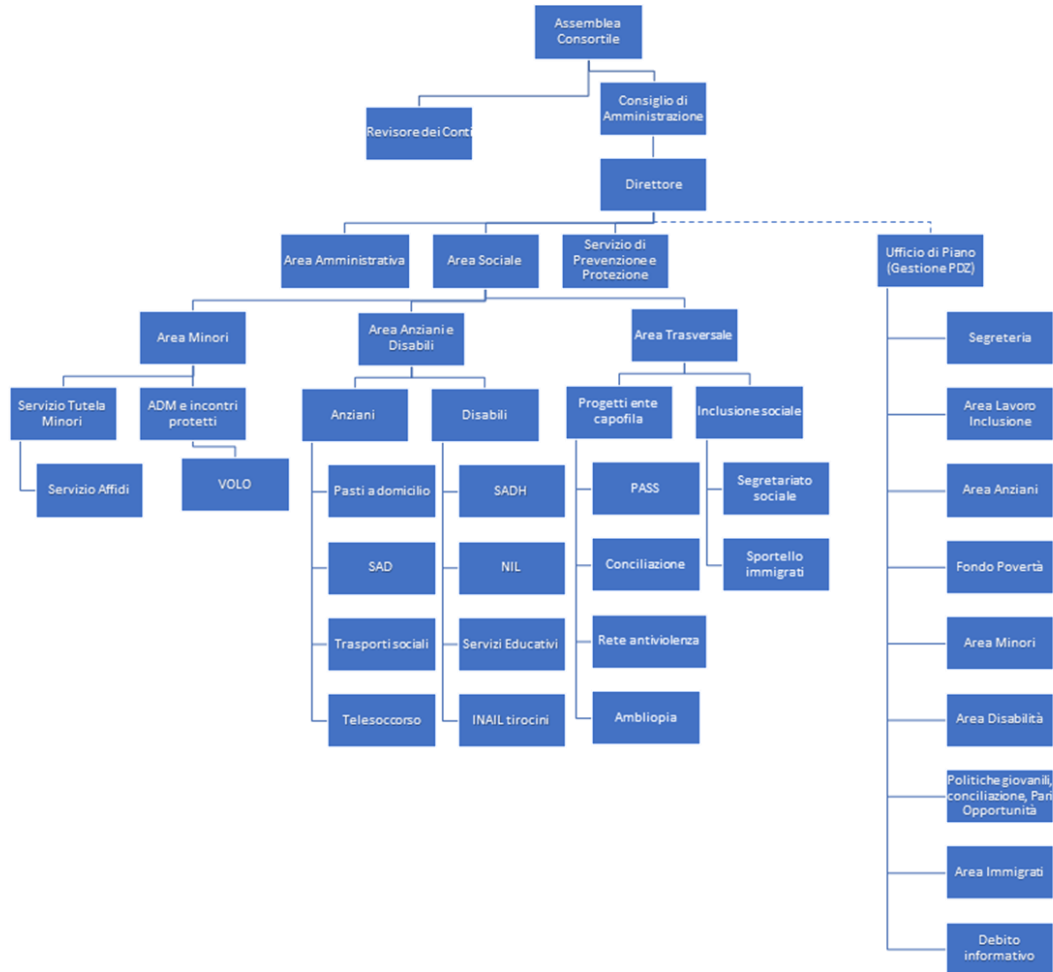 Assemblea
Consortile
Consiglio di
Amministrazione
Revisore dei Conti
Direttore
Area Amministrativa
Area Sociale
Servizio di
Prevenzione e
Protezione
Ufficio di Piano
(Gestione PDZ)
Area Minori
Area Anziani e
Disabili
Area Trasversale
Servizio Tutela
Minori
ADM e incontri
protetti
Anziani
Disabili
Progetti ente
capofila
Inclusione sociale
Servizio Affidi
VOLO
Pasti a domicilio
SAD
Trasporti sociali
Telesoccorso
SADH
NIL
Servizi Educativi
INAIL tirocini
PASS
Conciliazione
Rete antiviolenza
Ambliopia
Segretariato
sociale
Sportello
immigrati
Segreteria
Area Lavoro
Inclusione
Area Anziani
Fondo Povertà
Area Minori
Area Disabilità
Politiche giovanili,
conciliazione, Pari
Opportunità
Area Immigrati
Debito
informativo